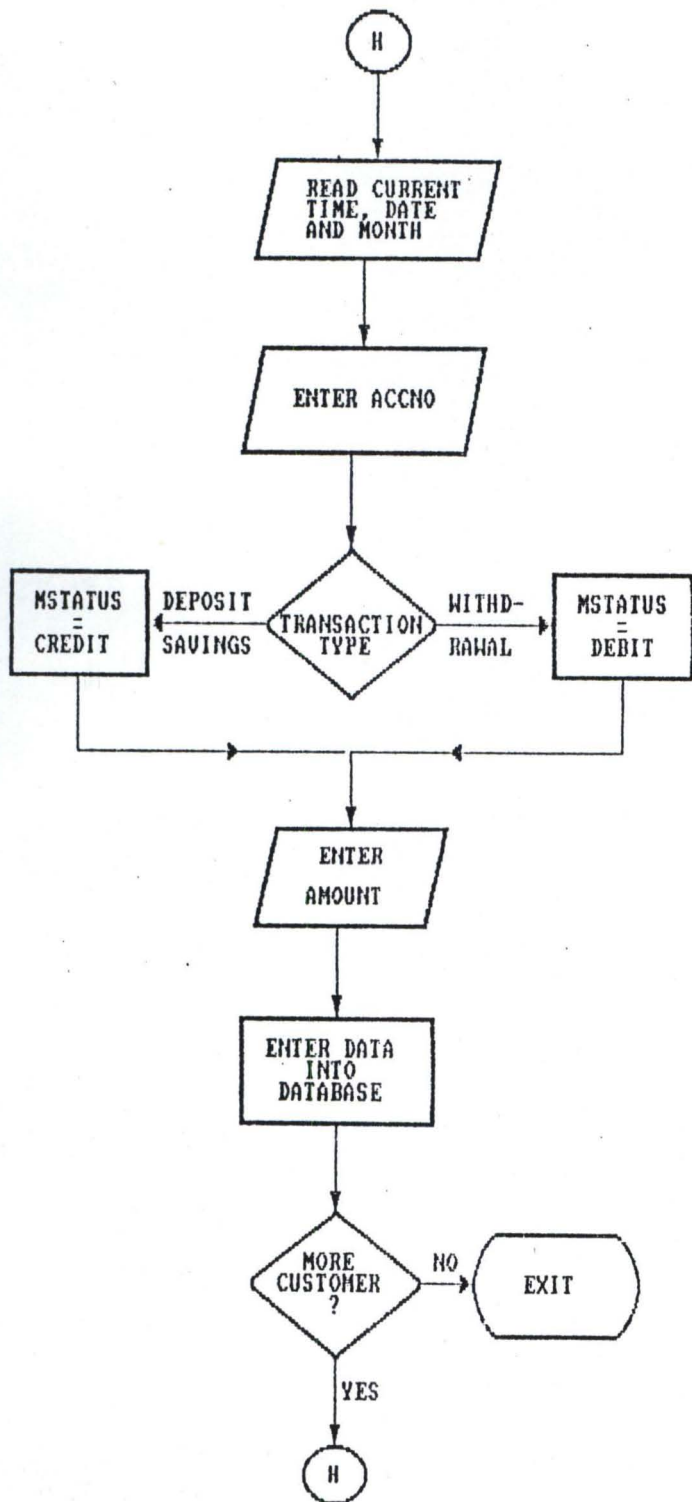 H
READ CURRENT
TIME, DATE
AND MONTH
ENTER ACCNO
MSTATUS
=
CREDIT
DEPOSIT
SAVINGS
TRANSACTION
TYPE
WITHD-
RAWAL
MSTATUS
=
DEBIT
ENTER
AMOUNT
ENTER DATA
INTO
DATABASE
MORE
CUSTOMER
?
NO
EXIT
YES
H